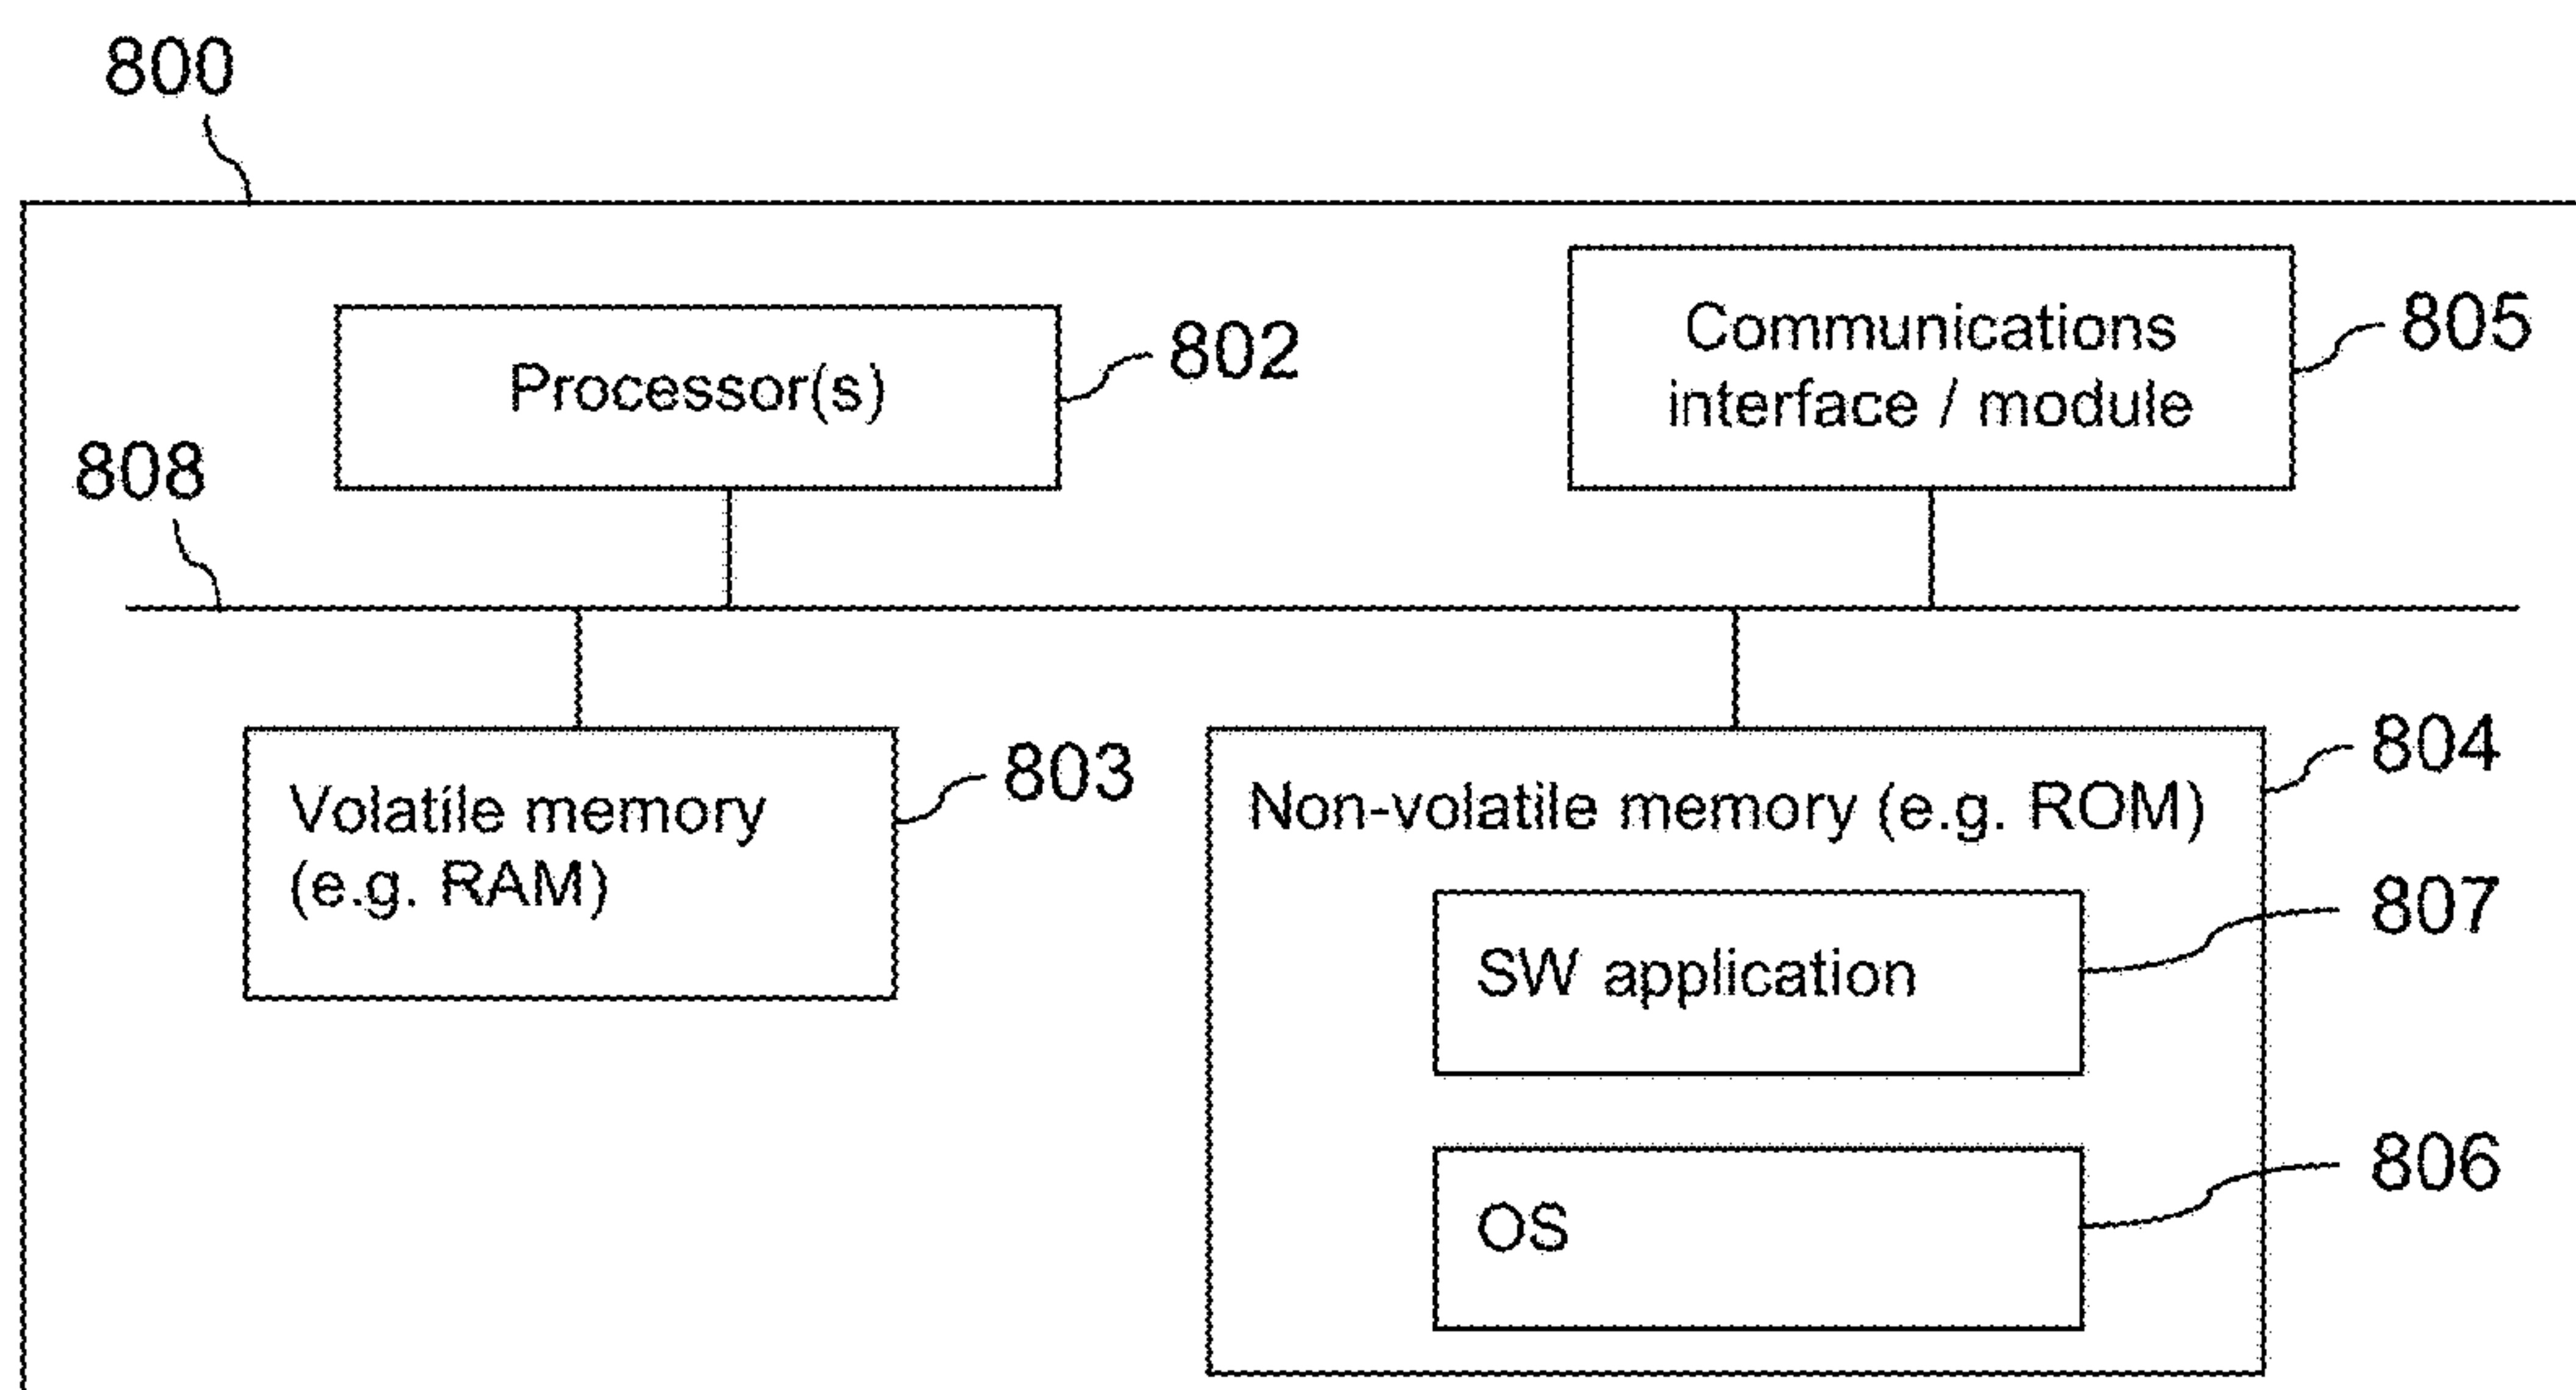 800
Processor(s)
802
Communications
interface / module
805
808
Volatile memory
(e.g. RAM)
803
Non-volatile memory (e.g. ROM)
804
SW application
807
OS
806